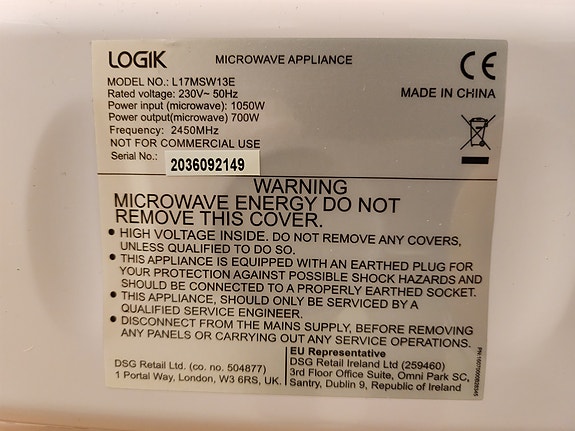 LOGIK
MICROWAVE APPLIANCE
CE
MODEL NO.: L17MSW13E
Rated voltage: 230V~ 50Hz
Power input (microwave): 1050W
Power output(microwave) 700W
Frequency: 2450MHz
NOT FOR COMMERCIAL USE
Serial No.: 2036092149
MADE IN CHINA
WARNING
MICROWAVE ENERGY DO NOT
REMOVE THIS COVER.
• HIGH VOLTAGE INSIDE. DO NOT REMOVE ANY COVERS,
UNLESS QUALIFIED TO DO SO.
• THIS APPLIANCE IS EQUIPPED WITH AN EARTHED PLUG FOR
YOUR PROTECTION AGAINST POSSIBLE SHOCK HAZARDS AND
SHOULD BE CONNECTED TO A PROPERLY EARTHED SOCKET.
• THIS APPLIANCE, SHOULD ONLY BE SERVICED BY A
QUALIFIED SERVICE ENGINEER.
• DISCONNECT FROM THE MAINS SUPPLY, BEFORE REMOVING
ANY PANELS OR CARRYING OUT ANY SERVICE OPERATIONS.
DSG Retail Ltd. (co. no. 504877)
1 Portal Way, London, W3 6RS, UK.
EU Representative
DSG Retail Ireland Ltd (259460)
3rd Floor Office Suite, Omni Park SC,
Santry, Dublin 9, Republic of Ireland